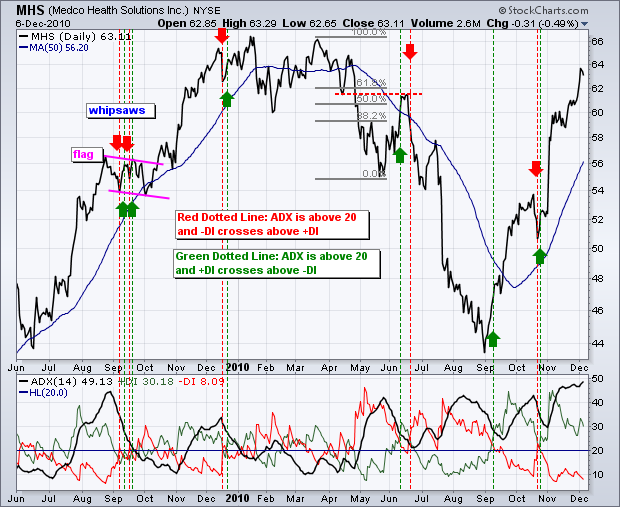 MHS (Medco Health Solutions Inc.) NYSE © StockCharts.com
6-Dec-2010 Open 62.85 High 63.29 Low 62.65 Close 63.11 Volume 2.6M Chg -0.31 (-0.49%)
MHS (Daily) 63.11
MA(50) 56.20
100.0%
61.8%
50.0%
38.2%
0.0%
whipsaws
flag
Red Dotted Line: ADX is above 20
and -DI crosses above +DI
Green Dotted Line: ADX is above 20
and +DI crosses above -DI
66
64
62
60
58
56
54
52
50
48
46
44
Jun Jul Aug Sep Oct Nov Dec 2010 Feb Mar Apr May Jun Jul Aug Sep Oct Nov Dec
ADX(14) 49.13 +DI 30.18 -DI 8.09
HL(20.0)
50
40
30
20
10
Jun Jul Aug Sep Oct Nov Dec 2010 Feb Mar Apr May Jun Jul Aug Sep Oct Nov Dec